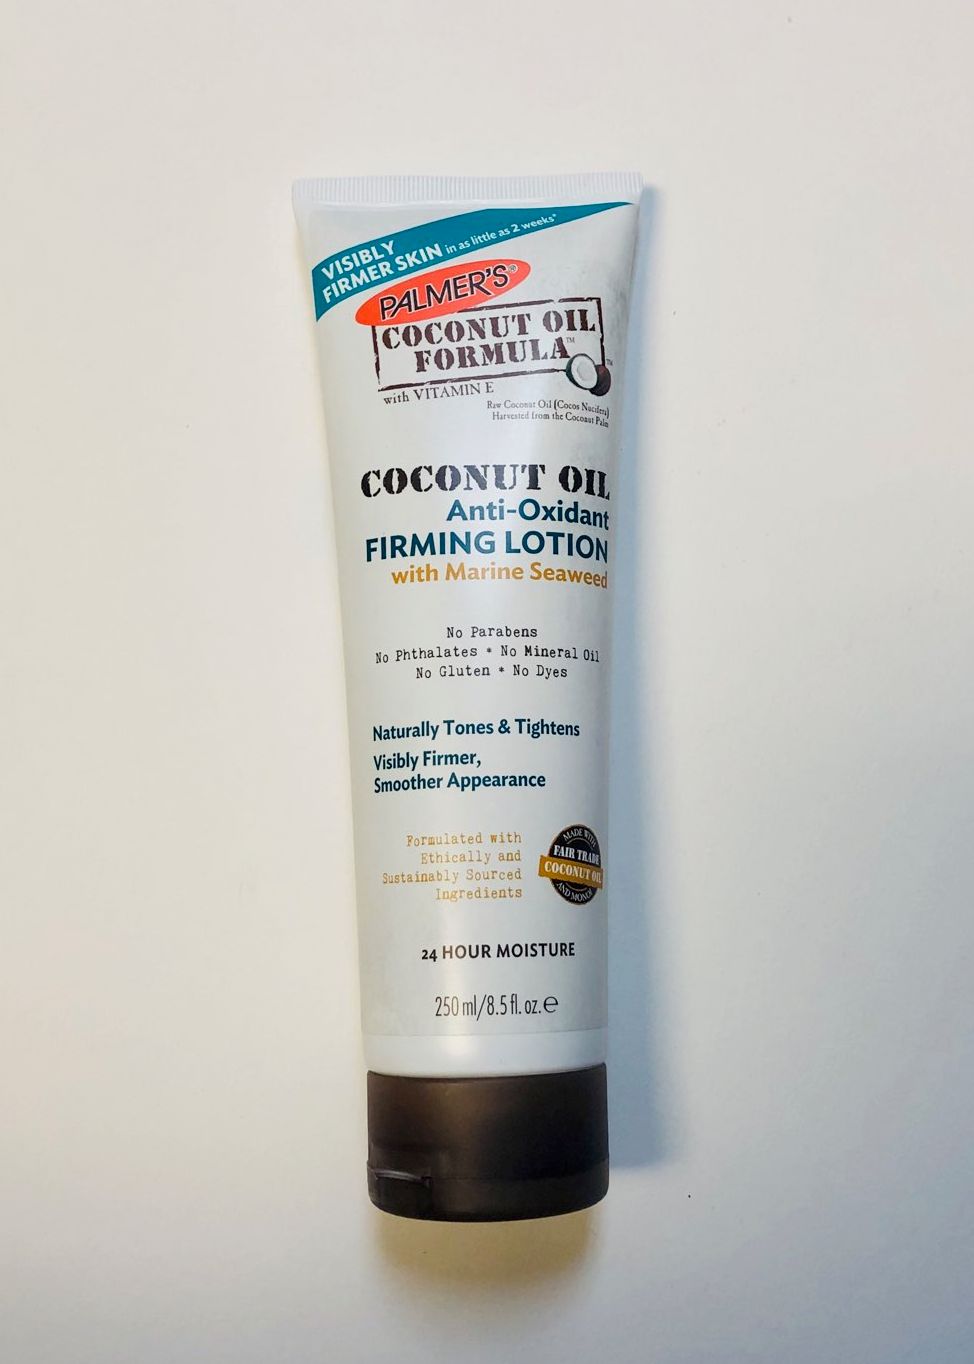 VISIBLY
FIRMER SKIN in as little as 2 weeks*
PALMER'S®
COCONUT OIL
FORMULA™
with VITAMIN E
Raw Coconut Oil (Cocos Nucifera)
Harvested from the Coconut Palm
COCONUT OIL
Anti-Oxidant
FIRMING LOTION
with Marine Seaweed
No Parabens
No Phthalates * No Mineral Oil
No Gluten * No Dyes
Naturally Tones & Tightens
Visibly Firmer,
Smoother Appearance
Formulated with
Ethically and
Sustainably Sourced
Ingredients
MADE WITH
FAIR TRADE
COCONUT OIL
AND MONOI
24 HOUR MOISTURE
250 ml/8.5 fl. oz. ℮